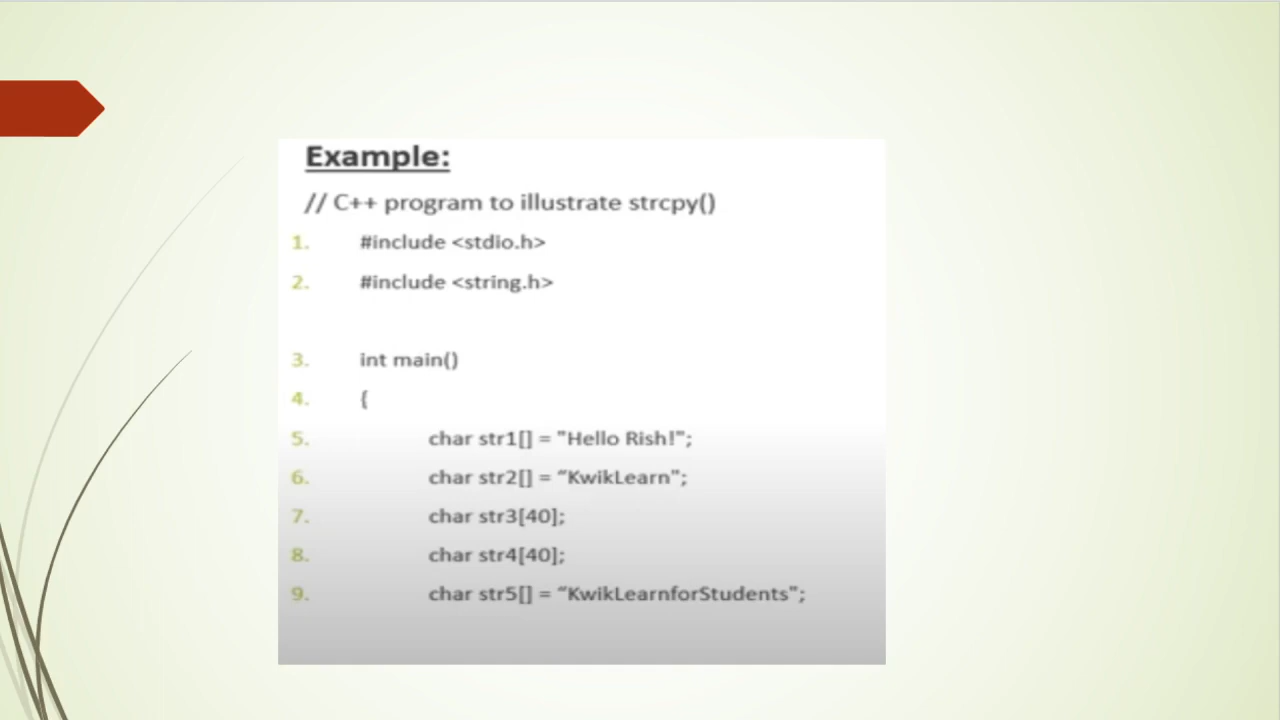 Example:
// C++ program to illustrate strcpy()
1. #include <stdio.h>
2. #include <string.h>
3. int main()
4. {
5. char str1[] = "Hello Rish!";
6. char str2[] = “KwikLearn";
7. char str3[40];
8. char str4[40];
9. char str5[] = “KwikLearnforStudents";